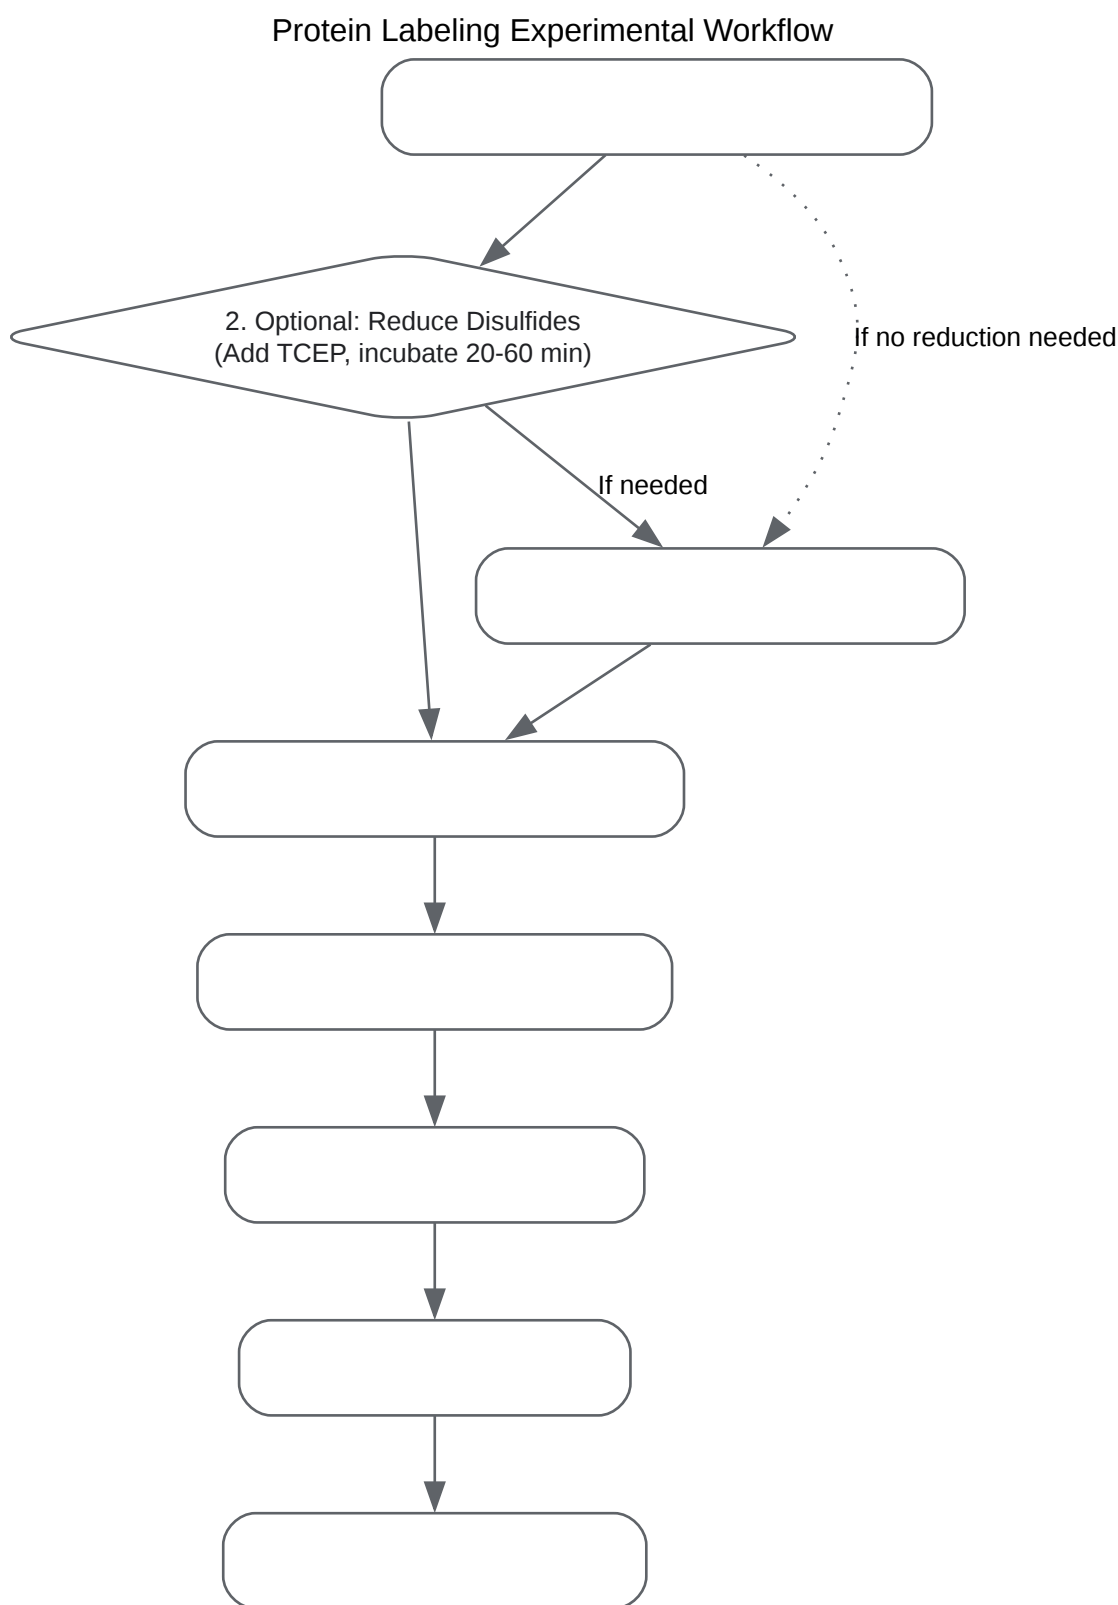 Protein Labeling Experimental Workflow
2. Optional: Reduce Disulfides
(Add TCEP, incubate 20-60 min)
If no reduction needed
If needed